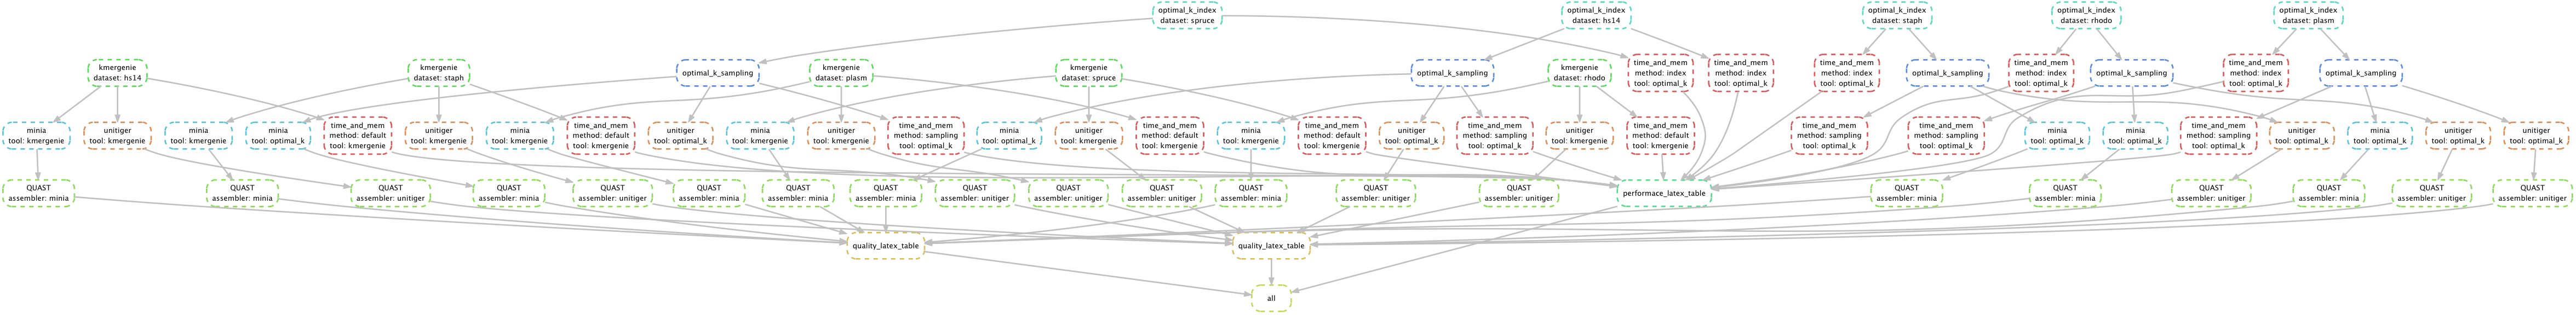 optimal_k_index
dataset: spruce
optimal_k_index
dataset: hs14
optimal_k_index
dataset: staph
optimal_k_index
dataset: rhodo
optimal_k_index
dataset: plasm
kmergenie
dataset: hs14
kmergenie
dataset: staph
optimal_k_sampling
kmergenie
dataset: plasm
kmergenie
dataset: spruce
optimal_k_sampling
kmergenie
dataset: rhodo
time_and_mem
method: index
tool: optimal_k
time_and_mem
method: index
tool: optimal_k
time_and_mem
method: index
tool: optimal_k
optimal_k_sampling
time_and_mem
method: index
tool: optimal_k
optimal_k_sampling
time_and_mem
method: index
tool: optimal_k
optimal_k_sampling
minia
tool: kmergenie
unitiger
tool: kmergenie
minia
tool: kmergenie
minia
tool: optimal_k
time_and_mem
method: default
tool: kmergenie
unitiger
tool: kmergenie
minia
tool: kmergenie
time_and_mem
method: default
tool: kmergenie
unitiger
tool: optimal_k
minia
tool: kmergenie
unitiger
tool: kmergenie
time_and_mem
method: sampling
tool: optimal_k
minia
tool: optimal_k
unitiger
tool: kmergenie
time_and_mem
method: default
tool: kmergenie
minia
tool: kmergenie
time_and_mem
method: default
tool: kmergenie
unitiger
tool: optimal_k
time_and_mem
method: sampling
tool: optimal_k
unitiger
tool: kmergenie
time_and_mem
method: default
tool: kmergenie
time_and_mem
method: sampling
tool: optimal_k
time_and_mem
method: sampling
tool: optimal_k
minia
tool: optimal_k
minia
tool: optimal_k
time_and_mem
method: sampling
tool: optimal_k
unitiger
tool: optimal_k
minia
tool: optimal_k
unitiger
tool: optimal_k
unitiger
tool: optimal_k
QUAST
assembler: minia
QUAST
assembler: minia
QUAST
assembler: unitiger
QUAST
assembler: minia
QUAST
assembler: unitiger
QUAST
assembler: minia
QUAST
assembler: minia
QUAST
assembler: minia
QUAST
assembler: unitiger
QUAST
assembler: unitiger
QUAST
assembler: unitiger
QUAST
assembler: minia
QUAST
assembler: unitiger
QUAST
assembler: unitiger
performace_latex_table
QUAST
assembler: minia
QUAST
assembler: minia
QUAST
assembler: unitiger
QUAST
assembler: minia
QUAST
assembler: unitiger
QUAST
assembler: unitiger
quality_latex_table
quality_latex_table
all